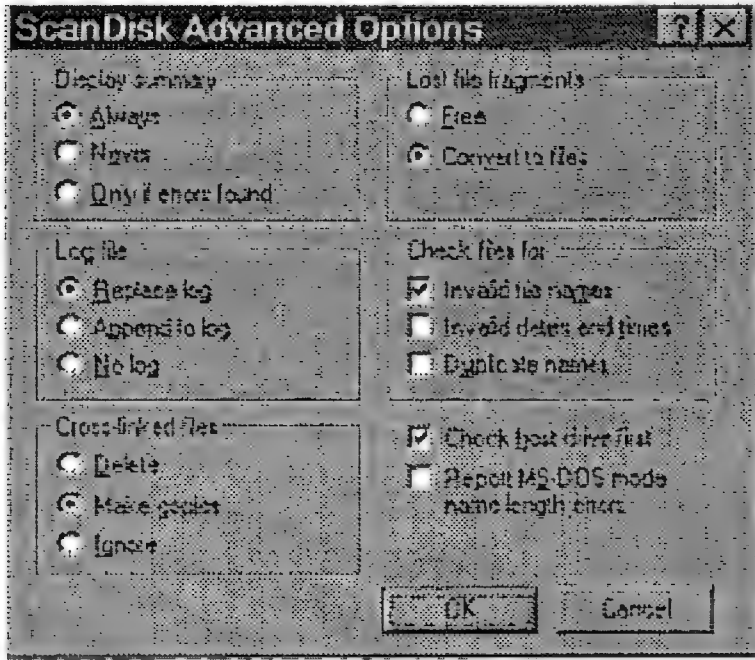 ScanDisk Advanced Options
Display summary
Always
Never
Only if errors found
Lost file fragments
Free
Convert to files
Log file
Replace log
Append to log
No log
Check files for
Invalid file names
Invalid dates and times
Duplicate names
Cross-linked files
Delete
Make copies
Ignore
Check host drive first
Report MS-DOS mode
name length errors
OK
Cancel